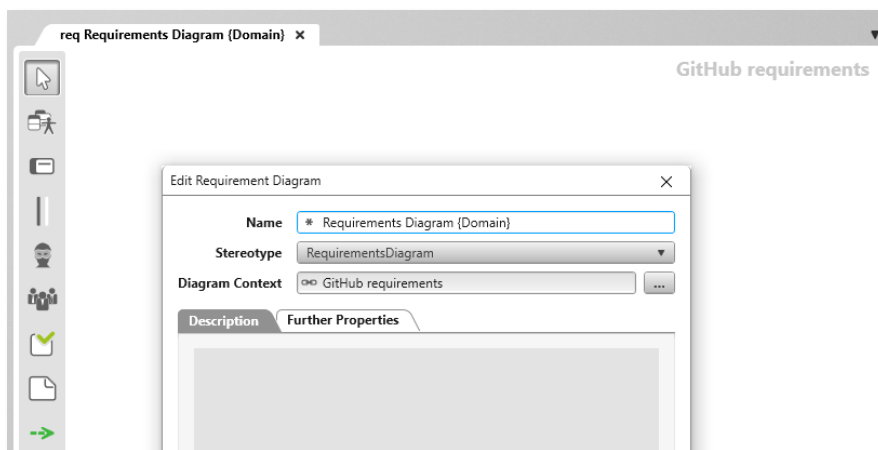 req Requirements Diagram {Domain} ×
GitHub requirements
Edit Requirement Diagram
Name * Requirements Diagram {Domain}
Stereotype RequirementsDiagram
Diagram Context GitHub requirements ...
Description Further Properties